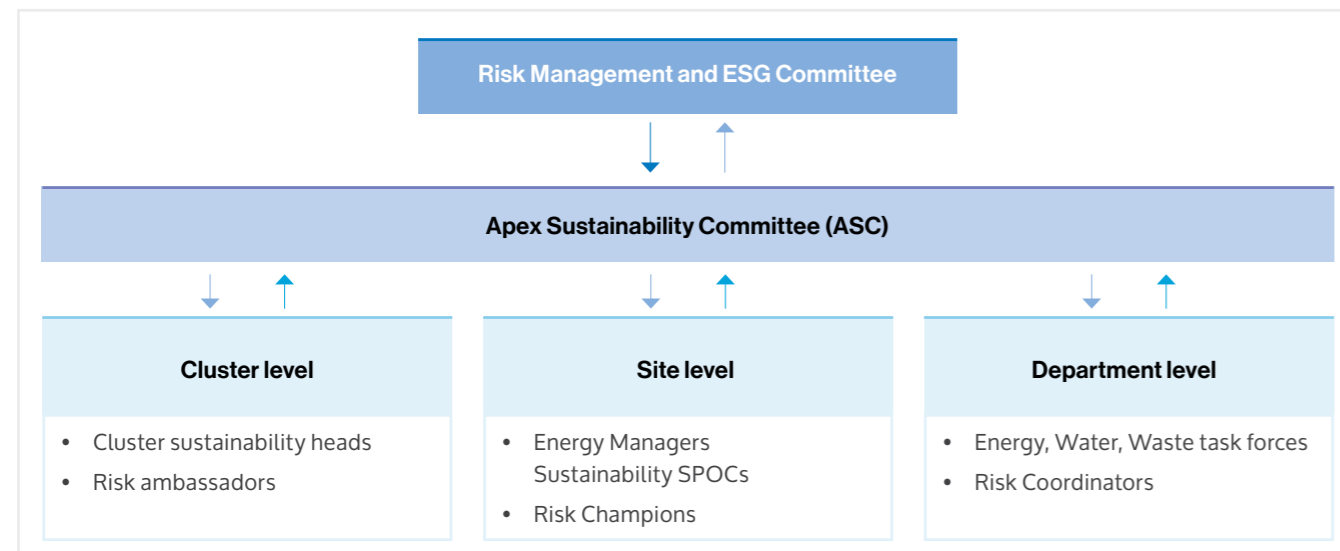 Risk Management and ESG Committee
Apex Sustainability Committee (ASC)
Cluster level
• Cluster sustainability heads
• Risk ambassadors
Site level
• Energy Managers
Sustainability SPOCs
• Risk Champions
Department level
• Energy, Water, Waste task forces
• Risk Coordinators